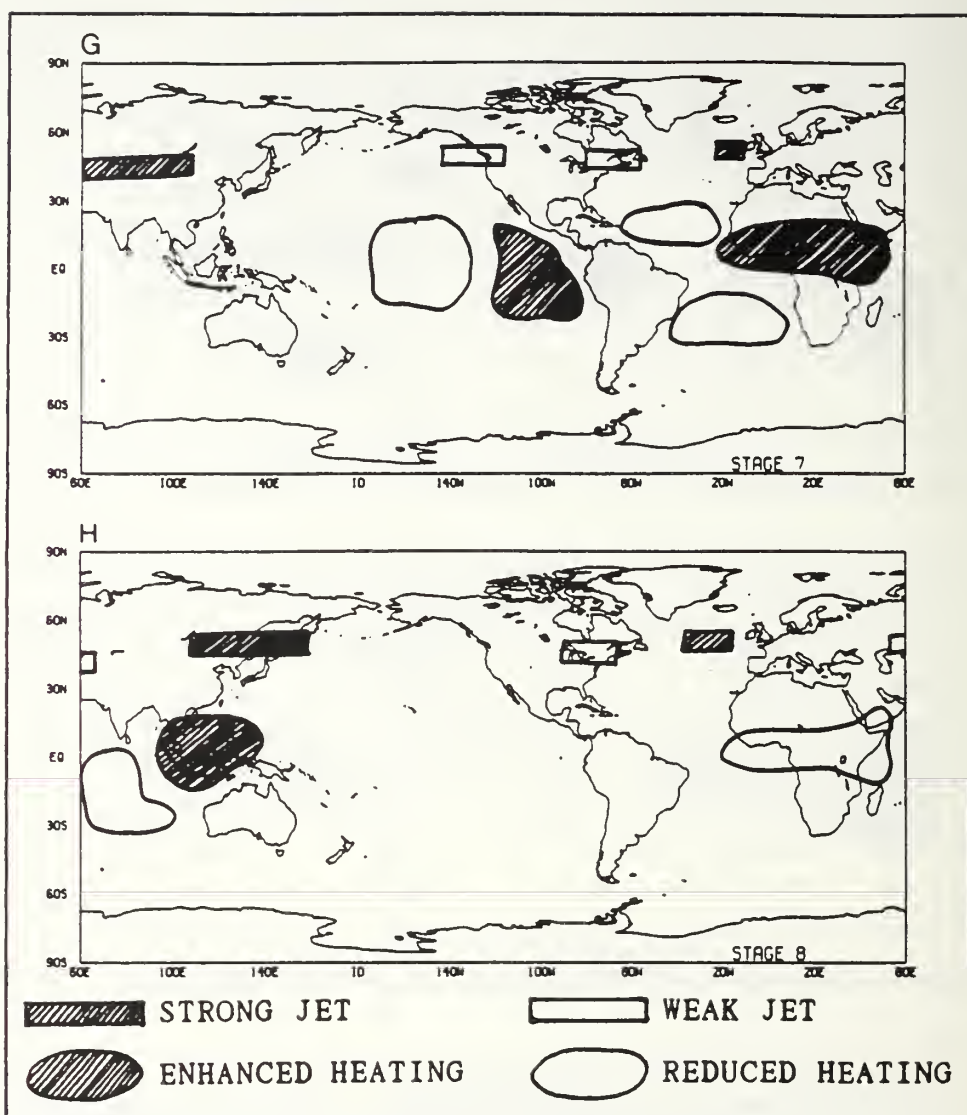 G
90N
60N
30N
EQ
30S
60S
90S
STAGE 7
60E 100E 140E 10 140W 100W 60W 20W 20E 60E
H
90N
60N
30N
EQ
30S
60S
90S
STAGE 8
60E 100E 140E 10 140W 100W 60W 20W 20E 60E
STRONG JET WEAK JET
ENHANCED HEATING REDUCED HEATING